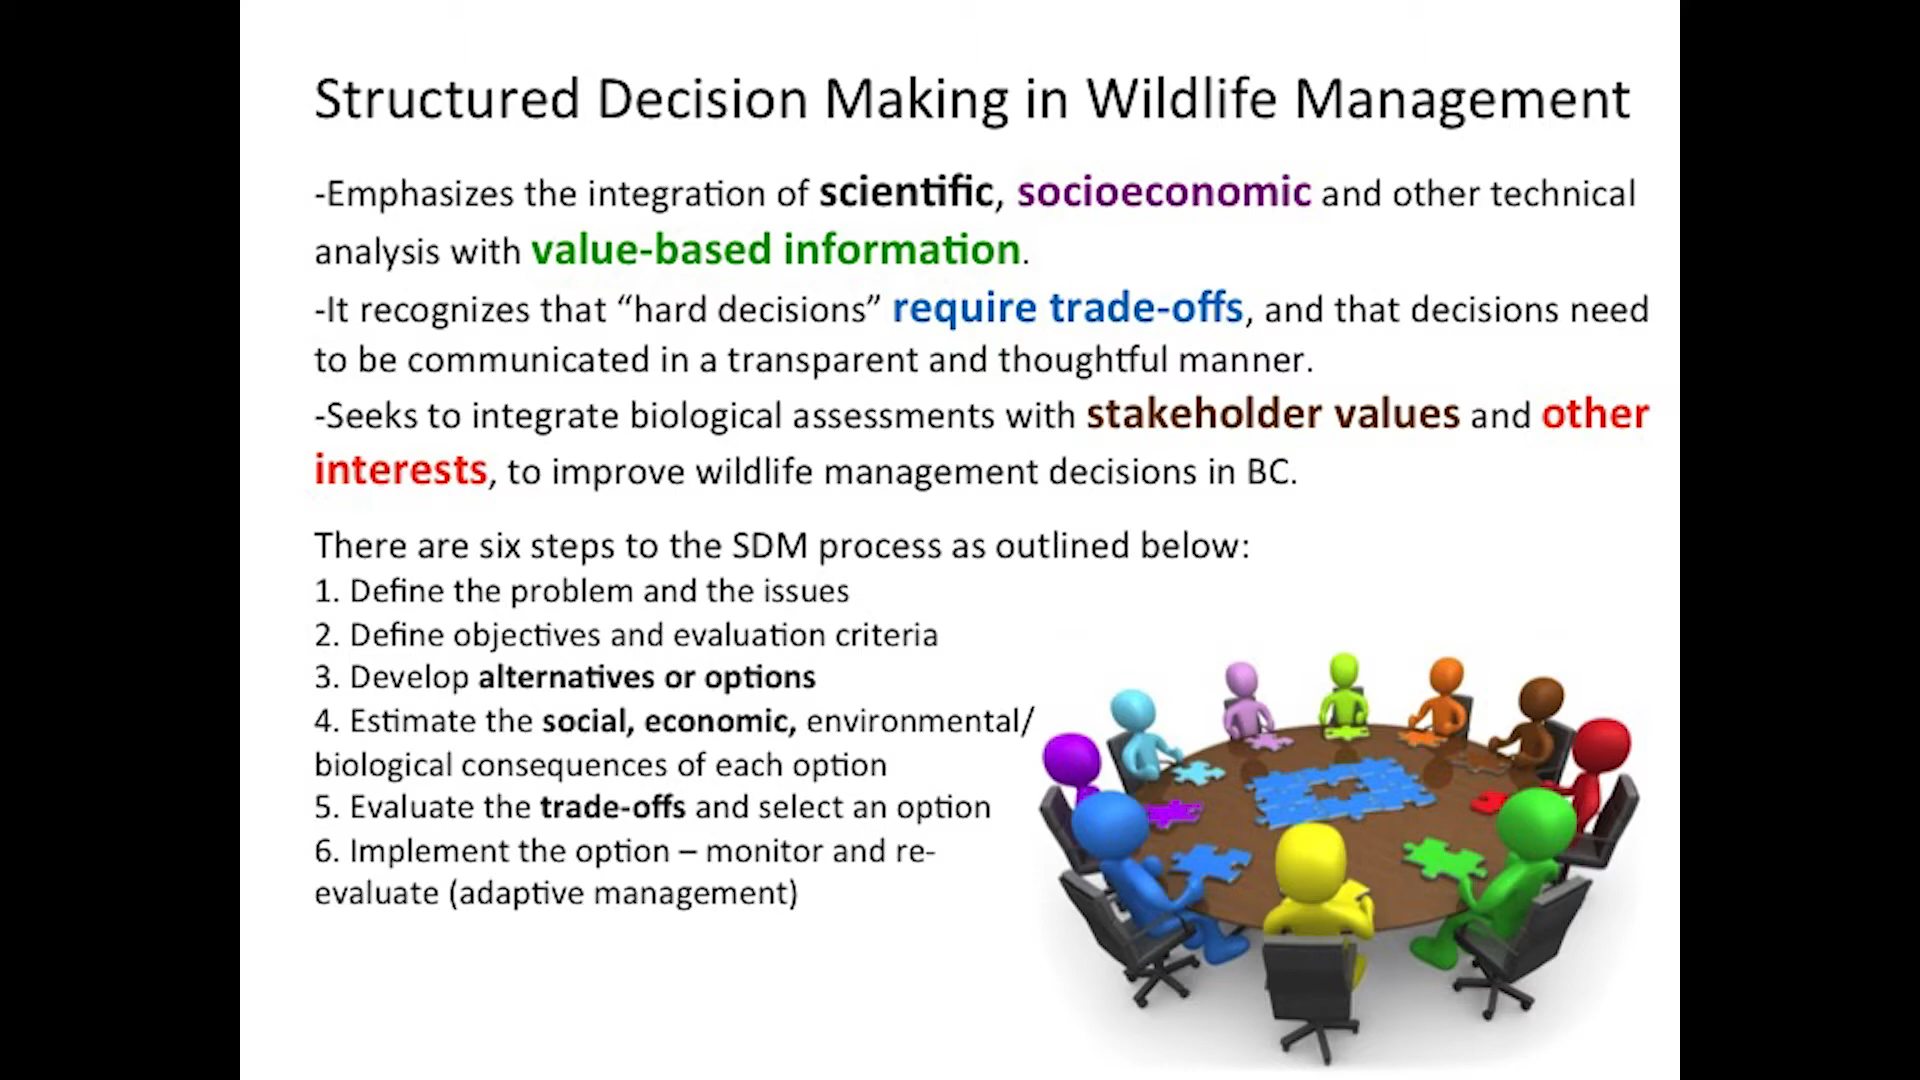 Structured Decision Making in Wildlife Management
-Emphasizes the integration of scientific, socioeconomic and other technical
analysis with value-based information.
-It recognizes that “hard decisions” require trade-offs, and that decisions need
to be communicated in a transparent and thoughtful manner.
-Seeks to integrate biological assessments with stakeholder values and other
interests, to improve wildlife management decisions in BC.
There are six steps to the SDM process as outlined below:
1. Define the problem and the issues
2. Define objectives and evaluation criteria
3. Develop alternatives or options
4. Estimate the social, economic, environmental/
biological consequences of each option
5. Evaluate the trade-offs and select an option
6. Implement the option – monitor and re-
evaluate (adaptive management)